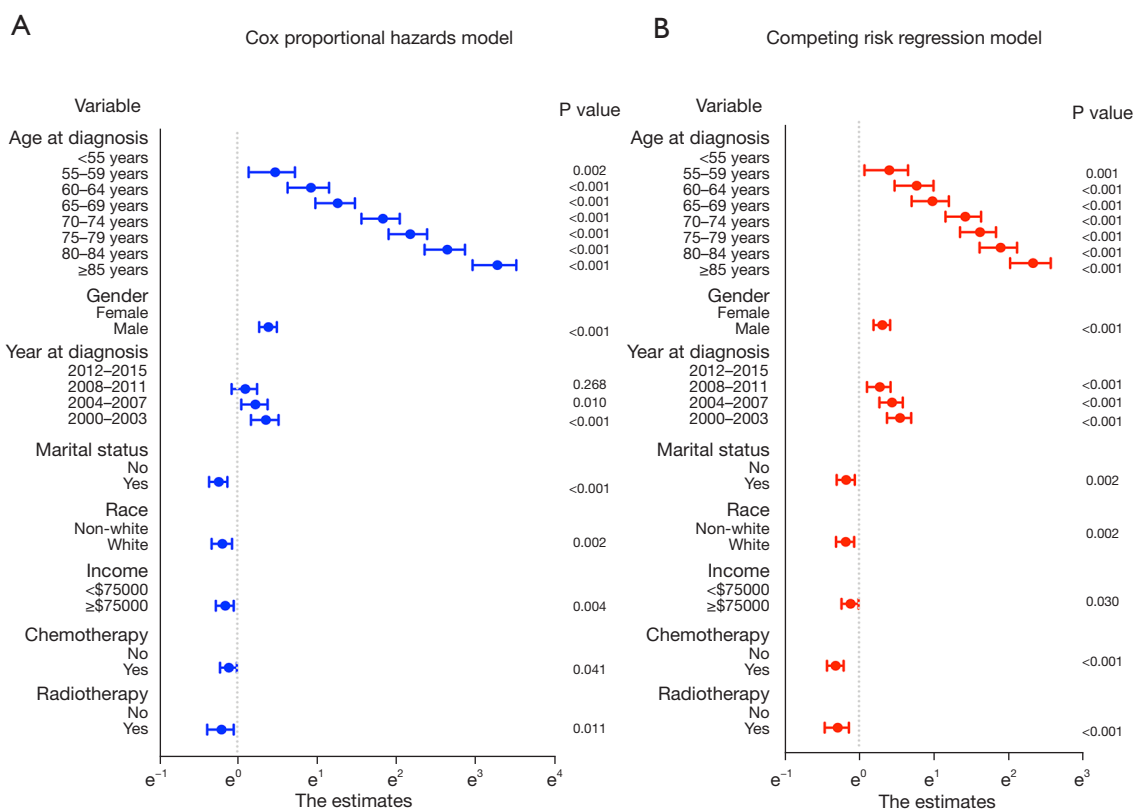 A
Cox proportional hazards model
Variable
P value
Age at diagnosis
<55 years
55–59 years 0.002
60–64 years <0.001
65–69 years <0.001
70–74 years <0.001
75–79 years <0.001
80–84 years <0.001
≥85 years <0.001
Gender
Female
Male <0.001
Year at diagnosis
2012–2015
2008–2011 0.268
2004–2007 0.010
2000–2003 <0.001
Marital status
No
Yes <0.001
Race
Non-white
White 0.002
Income
<$75000
≥$75000 0.004
Chemotherapy
No
Yes 0.041
Radiotherapy
No
Yes 0.011
e⁻¹ e⁰ e¹ e² e³ e⁴
The estimates
B
Competing risk regression model
Variable
P value
Age at diagnosis
<55 years
55–59 years 0.001
60–64 years <0.001
65–69 years <0.001
70–74 years <0.001
75–79 years <0.001
80–84 years <0.001
≥85 years <0.001
Gender
Female
Male <0.001
Year at diagnosis
2012–2015
2008–2011 <0.001
2004–2007 <0.001
2000–2003 <0.001
Marital status
No
Yes 0.002
Race
Non-white 0.002
White
Income
<$75000
≥$75000 0.030
Chemotherapy
No
Yes <0.001
Radiotherapy
No
Yes <0.001
e⁻¹ e⁰ e¹ e² e³
The estimates